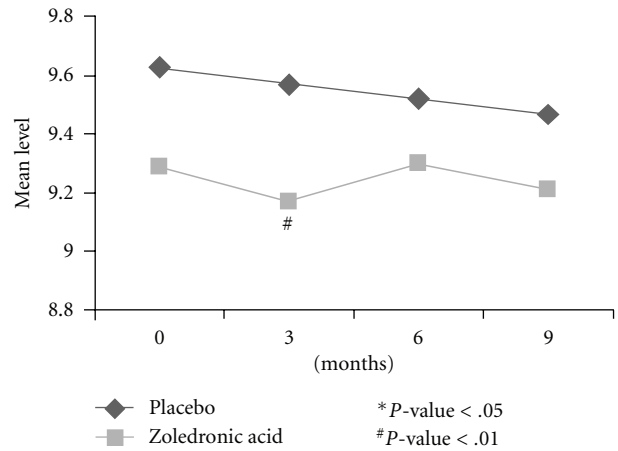 9.8
9.6
9.4
9.2
9
8.8
Mean level
#
0 3 6 9
(months)
Placebo
Zoledronic acid
*P-value < .05
#P-value < .01